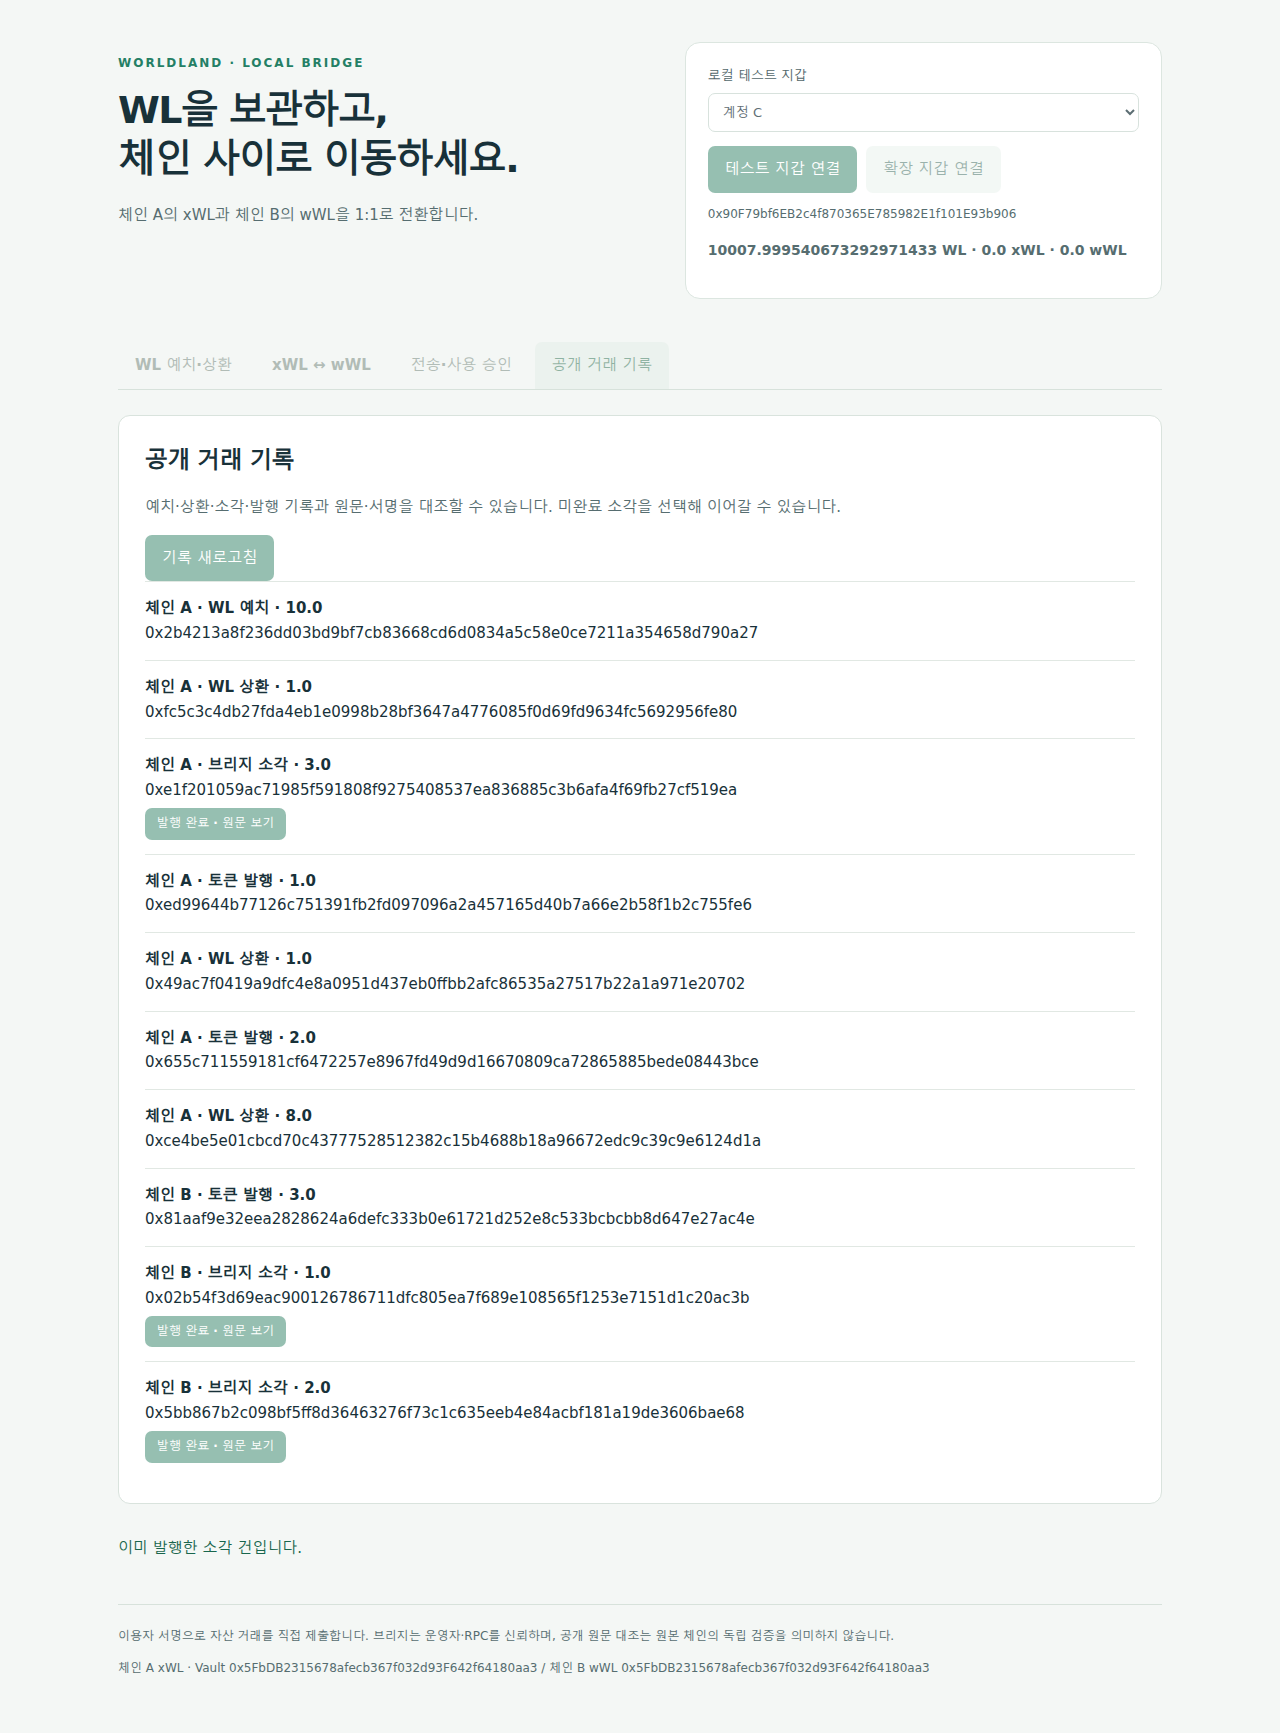 WORLDLAND · LOCAL BRIDGE
WL을 보관하고,
체인 사이로 이동하세요.
체인 A의 xWL과 체인 B의 wWL을 1:1로 전환합니다.
로컬 테스트 지갑
계정 C
테스트 지갑 연결 확장 지갑 연결
0x90F79bf6EB2c4f870365E785982E1f101E93b906
10007.999540673292971433 WL · 0.0 xWL · 0.0 wWL
WL 예치·상환 xWL ↔ wWL 전송·사용 승인 공개 거래 기록
공개 거래 기록
예치·상환·소각·발행 기록과 원문·서명을 대조할 수 있습니다. 미완료 소각을 선택해 이어갈 수 있습니다.
기록 새로고침
체인 A · WL 예치 · 10.0
0x2b4213a8f236dd03bd9bf7cb83668cd6d0834a5c58e0ce7211a354658d790a27
체인 A · WL 상환 · 1.0
0xfc5c3c4db27fda4eb1e0998b28bf3647a4776085f0d69fd9634fc5692956fe80
체인 A · 브리지 소각 · 3.0
0xe1f201059ac71985f591808f9275408537ea836885c3b6afa4f69fb27cf519ea
발행 완료 · 원문 보기
체인 A · 토큰 발행 · 1.0
0xed99644b77126c751391fb2fd097096a2a457165d40b7a66e2b58f1b2c755fe6
체인 A · WL 상환 · 1.0
0x49ac7f0419a9dfc4e8a0951d437eb0ffbb2afc86535a27517b22a1a971e20702
체인 A · 토큰 발행 · 2.0
0x655c711559181cf6472257e8967fd49d9d16670809ca72865885bede08443bce
체인 A · WL 상환 · 8.0
0xce4be5e01cbcd70c43777528512382c15b4688b18a96672edc9c39c9e6124d1a
체인 B · 토큰 발행 · 3.0
0x81aaf9e32eea2828624a6defc333b0e61721d252e8c533bcbcbb8d647e27ac4e
체인 B · 브리지 소각 · 1.0
0x02b54f3d69eac900126786711dfc805ea7f689e108565f1253e7151d1c20ac3b
발행 완료 · 원문 보기
체인 B · 브리지 소각 · 2.0
0x5bb867b2c098bf5ff8d36463276f73c1c635eeb4e84acbf181a19de3606bae68
발행 완료 · 원문 보기
이미 발행한 소각 건입니다.
이용자 서명으로 자산 거래를 직접 제출합니다. 브리지는 운영자·RPC를 신뢰하며, 공개 원문 대조는 원본 체인의 독립 검증을 의미하지 않습니다.
체인 A xWL · Vault 0x5FbDB2315678afecb367f032d93F642f64180aa3 / 체인 B wWL 0x5FbDB2315678afecb367f032d93F642f64180aa3